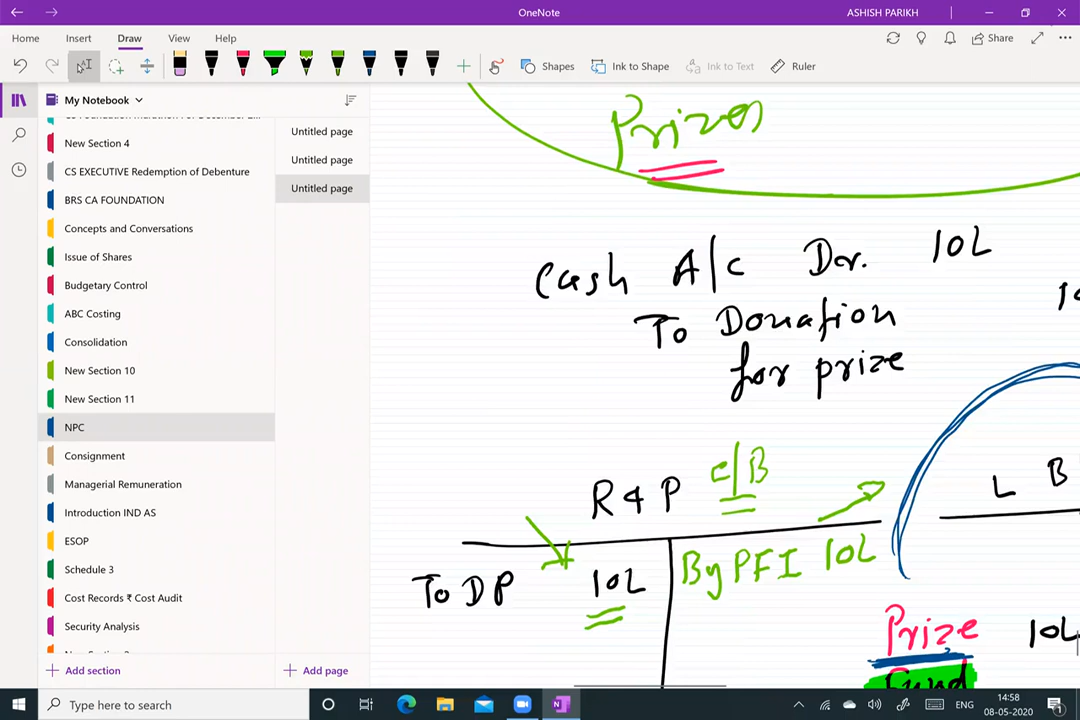 OneNote
ASHISH PARIKH
Home Insert Draw View Help
Share
Shapes Ink to Shape Ink to Text Ruler
My Notebook
New Section 4
CS EXECUTIVE Redemption of Debenture
BRS CA FOUNDATION
Concepts and Conversations
Issue of Shares
Budgetary Control
ABC Costing
Consolidation
New Section 10
New Section 11
NPC
Consignment
Managerial Remuneration
Introduction IND AS
ESOP
Schedule 3
Cost Records ₹ Cost Audit
Security Analysis
Add section
Untitled page
Untitled page
Untitled page
Add page
Prizes
Cash A/c Dr. 10L
To Donation
for prize
R & P C/B
To DP 10L By PFI 10L
L B
Prize 10L
Fund
Type here to search
ENG
14:58
08-05-2020